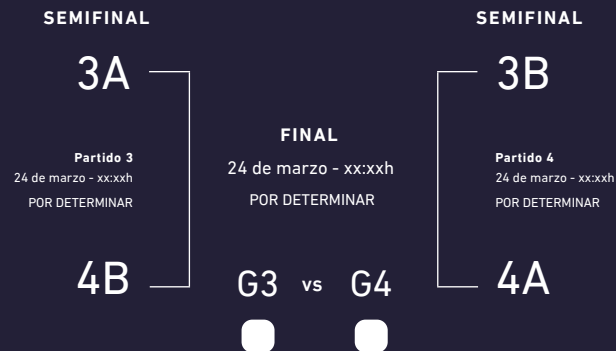 SEMIFINAL
3A
Partido 3
24 de marzo - xx:xxh
POR DETERMINAR
4B
FINAL
24 de marzo - xx:xxh
POR DETERMINAR
G3 vs G4
SEMIFINAL
3B
Partido 4
24 de marzo - xx:xxh
POR DETERMINAR
4A